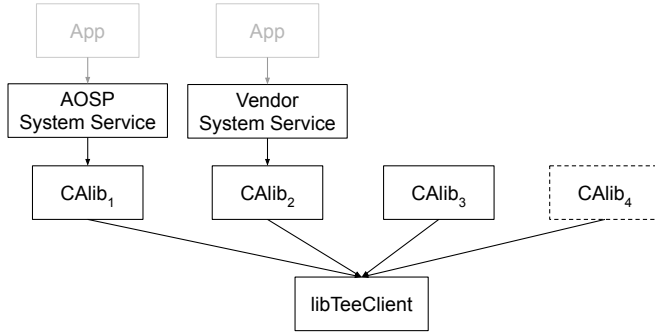 App
App
AOSP
System Service
Vendor
System Service
CAlib₁
CAlib₂
CAlib₃
CAlib₄
libTeeClient